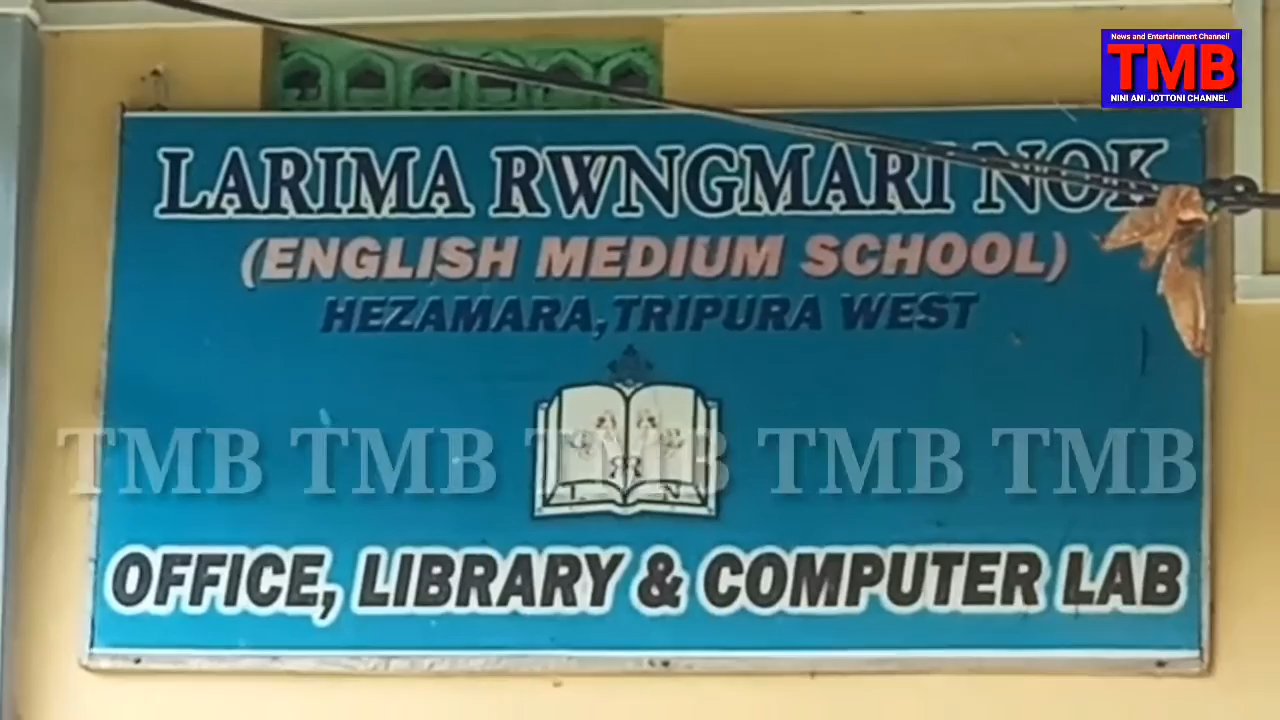 News and Entertainment Channell
TMB
NINI ANI JOTTONI CHANNEL
LARIMA RWNGMARI NOK
(ENGLISH MEDIUM SCHOOL)
HEZAMARA, TRIPURA WEST
TMB TMB TMB TMB TMB
L R N
OFFICE, LIBRARY & COMPUTER LAB